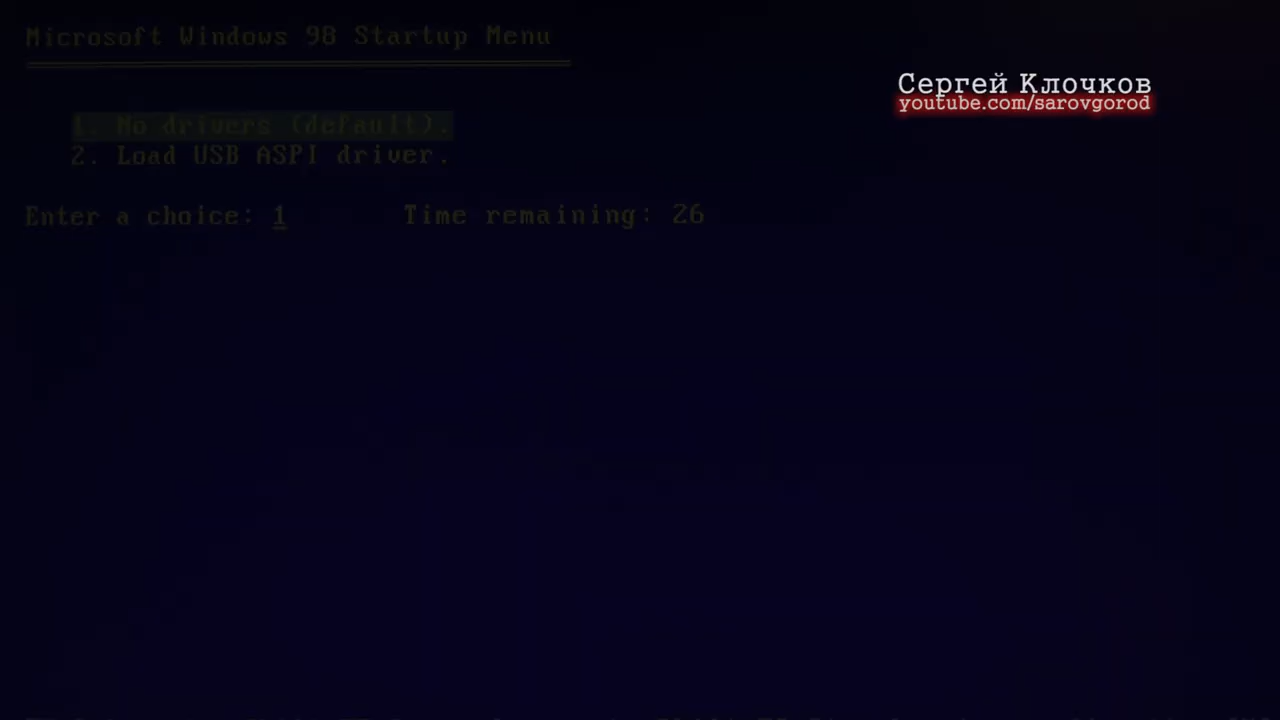 Microsoft Windows 98 Startup Menu
Сергей Клочков
youtube.com/sarovgorod
1. No drivers (default).
2. Load USB ASPI driver.
Enter a choice: 1 Time remaining: 26